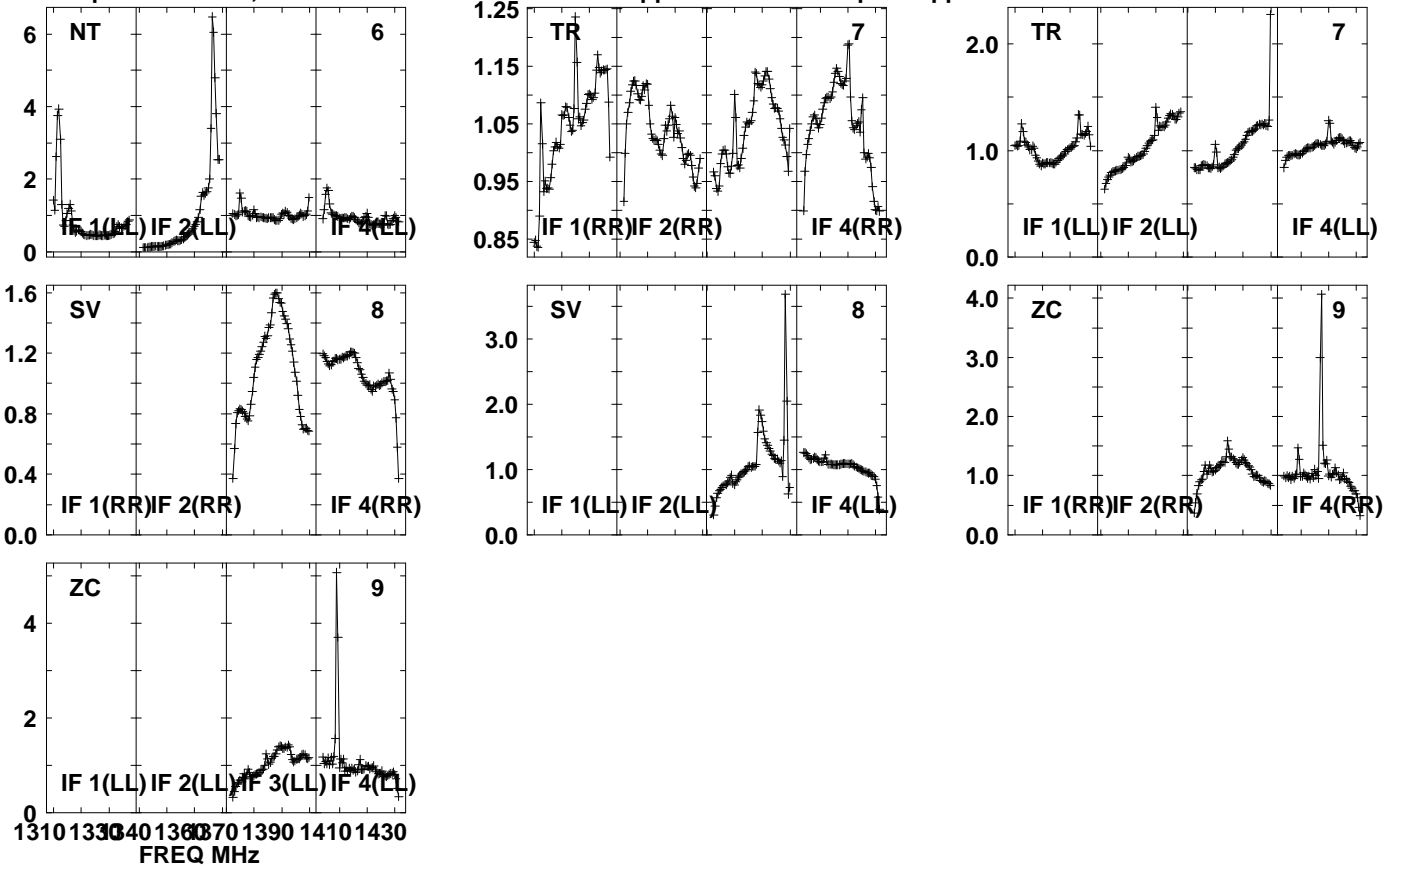 NT 6
6
4
2
0
IF 1(LL) IF 2(LL) IF 4(LL)
TR 7
1.25
1.15
1.05
0.95
0.85
IF 1(RR) IF 2(RR) IF 4(RR)
TR 7
2.0
1.0
0.0
IF 1(LL) IF 2(LL) IF 4(LL)
SV 8
1.6
1.2
0.8
0.4
0.0
IF 1(RR) IF 2(RR) IF 4(RR)
SV 8
3.0
2.0
1.0
0.0
IF 1(LL) IF 2(LL) IF 4(LL)
ZC 9
4.0
3.0
2.0
1.0
0.0
IF 1(RR) IF 2(RR) IF 4(RR)
ZC 9
4
2
0
IF 1(LL) IF 2(LL) IF 3(LL) IF 4(LL)
1310 1330 1340 1360 1370 1390 1410 1430
FREQ MHz